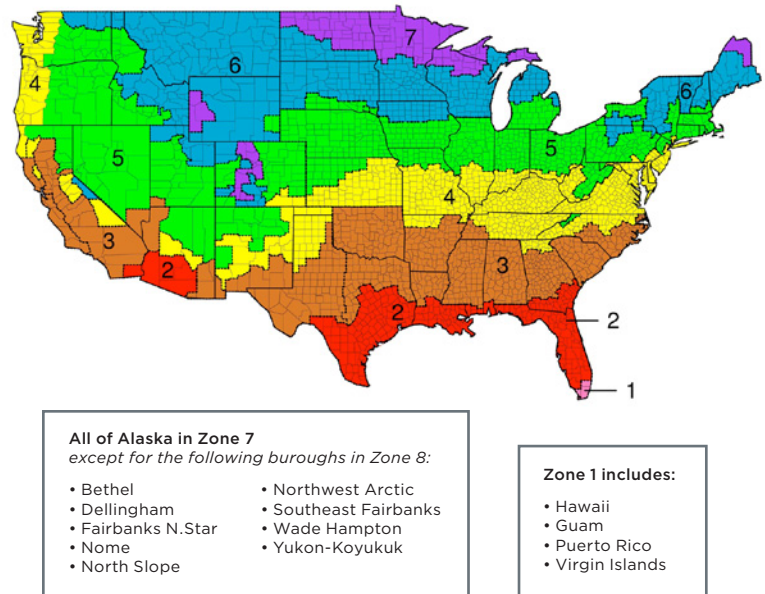 7
6
6
4
5
5
4
3
3
2
2
2
1
All of Alaska in Zone 7
except for the following buroughs in Zone 8:
• Bethel
• Dellingham
• Fairbanks N.Star
• Nome
• North Slope
• Northwest Arctic
• Southeast Fairbanks
• Wade Hampton
• Yukon-Koyukuk
Zone 1 includes:
• Hawaii
• Guam
• Puerto Rico
• Virgin Islands